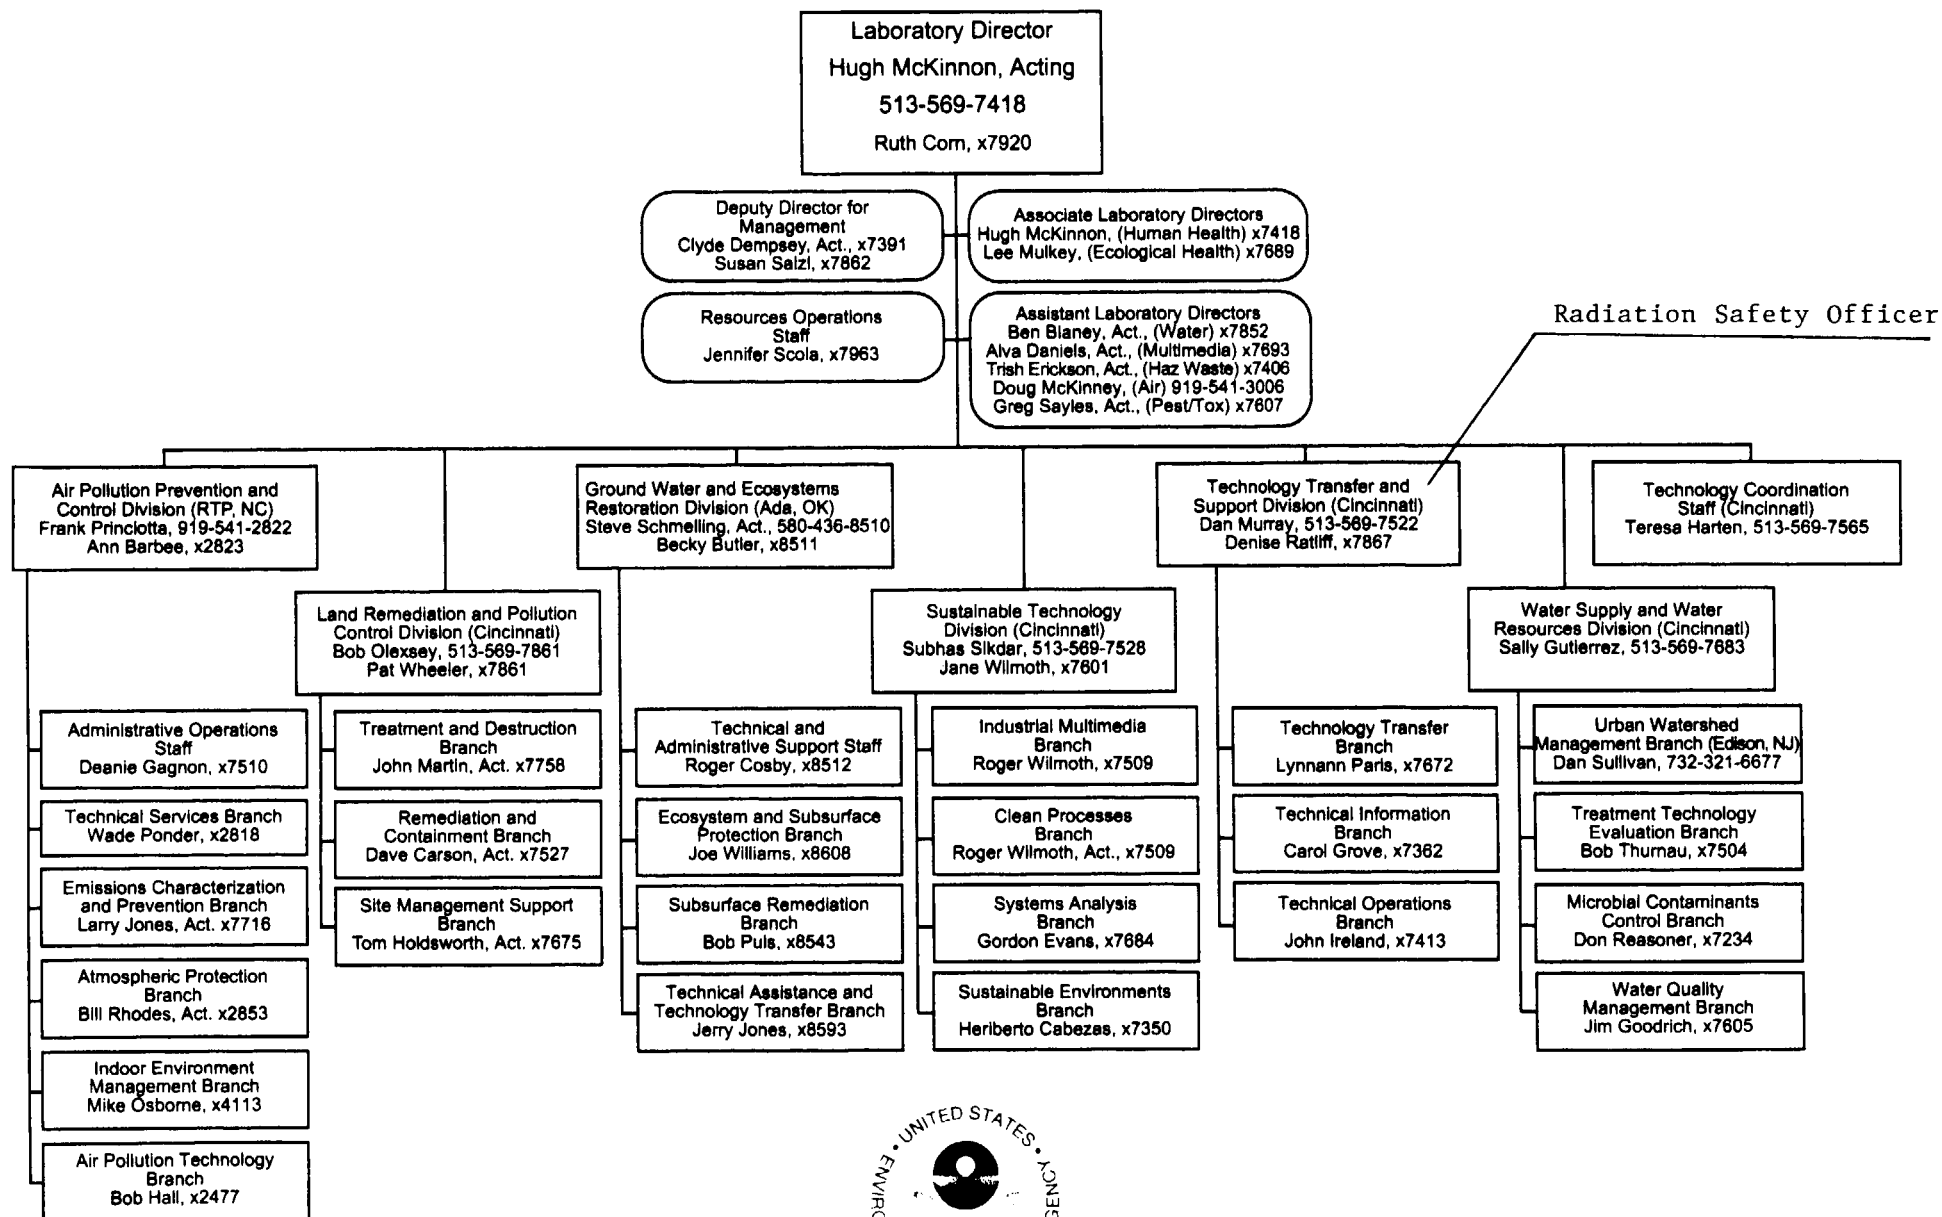 Laboratory Director
Hugh McKinnon, Acting
513-569-7418
Ruth Corn, x7920
Deputy Director for
Management
Clyde Dempsey, Act., x7391
Susan Salzl, x7862
Associate Laboratory Directors
Hugh McKinnon, (Human Health) x7418
Lee Mulkey, (Ecological Health) x7689
Resources Operations
Staff
Jennifer Scola, x7963
Assistant Laboratory Directors
Ben Blaney, Act., (Water) x7852
Alva Daniels, Act., (Multimedia) x7693
Trish Erickson, Act., (Haz Waste) x7406
Doug McKinney, (Air) 919-541-3006
Greg Sayles, Act., (Pest/Tox) x7607
Radiation Safety Officer
Air Pollution Prevention and
Control Division (RTP, NC)
Frank Princiotta, 919-541-2822
Ann Barbee, x2823
Ground Water and Ecosystems
Restoration Division (Ada, OK)
Steve Schmelling, Act., 580-436-8510
Becky Butler, x8511
Technology Transfer and
Support Division (Cincinnati)
Dan Murray, 513-569-7522
Denise Ratliff, x7867
Technology Coordination
Staff (Cincinnati)
Teresa Harten, 513-569-7565
Land Remediation and Pollution
Control Division (Cincinnati)
Bob Olexsey, 513-569-7861
Pat Wheeler, x7861
Sustainable Technology
Division (Cincinnati)
Subhas Sikdar, 513-569-7528
Jane Wilmoth, x7601
Water Supply and Water
Resources Division (Cincinnati)
Sally Gutierrez, 513-569-7683
Administrative Operations
Staff
Deanie Gagnon, x7510
Technical Services Branch
Wade Ponder, x2818
Emissions Characterization
and Prevention Branch
Larry Jones, Act. x7716
Atmospheric Protection
Branch
Bill Rhodes, Act. x2853
Indoor Environment
Management Branch
Mike Osborne, x4113
Air Pollution Technology
Branch
Bob Hall, x2477
Treatment and Destruction
Branch
John Martin, Act. x7758
Remediation and
Containment Branch
Dave Carson, Act. x7527
Site Management Support
Branch
Tom Holdsworth, Act. x7675
Technical and
Administrative Support Staff
Roger Cosby, x8512
Ecosystem and Subsurface
Protection Branch
Joe Williams, x8608
Subsurface Remediation
Branch
Bob Puls, x8543
Technical Assistance and
Technology Transfer Branch
Jerry Jones, x8593
Industrial Multimedia
Branch
Roger Wilmoth, x7509
Clean Processes
Branch
Roger Wilmoth, Act., x7509
Systems Analysis
Branch
Gordon Evans, x7684
Sustainable Environments
Branch
Heriberto Cabezas, x7350
Technology Transfer
Branch
Lynnann Paris, x7672
Technical Information
Branch
Carol Grove, x7362
Technical Operations
Branch
John Ireland, x7413
Urban Watershed
Management Branch (Edison, NJ)
Dan Sullivan, 732-321-6677
Treatment Technology
Evaluation Branch
Bob Thurnau, x7504
Microbial Contaminants
Control Branch
Don Reasoner, x7234
Water Quality
Management Branch
Jim Goodrich, x7605
UNITED STATES